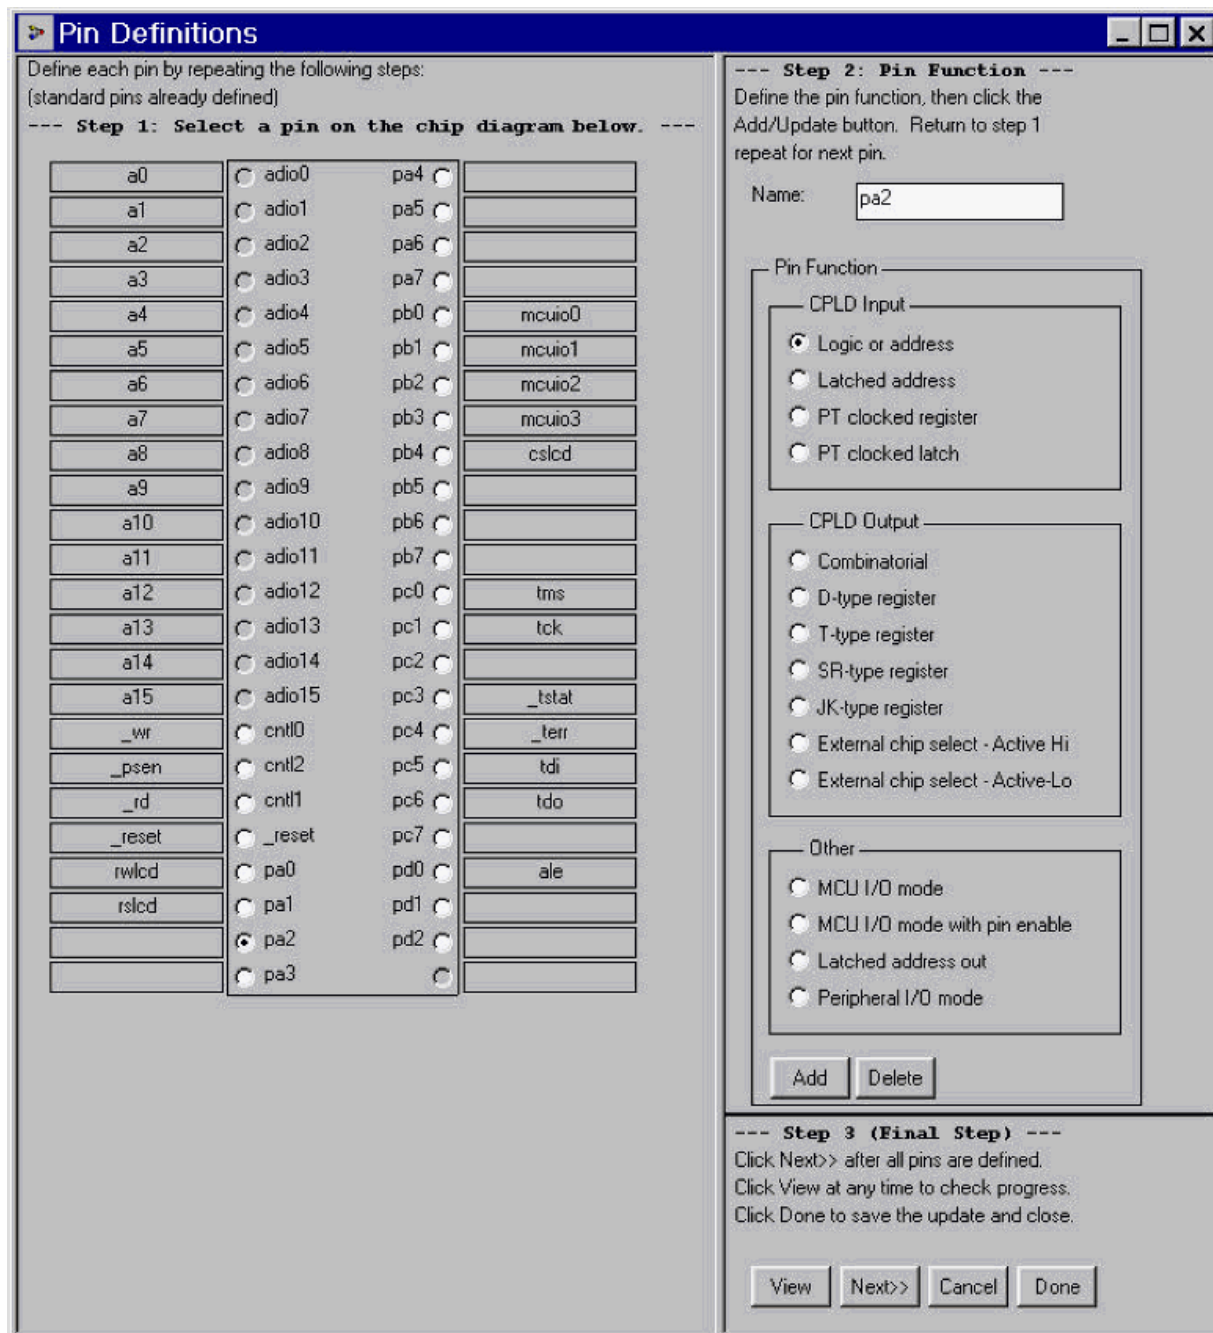 Pin Definitions
Define each pin by repeating the following steps:
(standard pins already defined)
--- Step 1: Select a pin on the chip diagram below. ---
a0 adio0 pa4
a1 adio1 pa5
a2 adio2 pa6
a3 adio3 pa7
a4 adio4 pb0 mcuio0
a5 adio5 pb1 mcuio1
a6 adio6 pb2 mcuio2
a7 adio7 pb3 mcuio3
a8 adio8 pb4 cslcd
a9 adio9 pb5
a10 adio10 pb6
a11 adio11 pb7
a12 adio12 pc0 tms
a13 adio13 pc1 tck
a14 adio14 pc2
a15 adio15 pc3 _tstat
_wr cntl0 pc4 _terr
_psen cntl2 pc5 tdi
_rd cntl1 pc6 tdo
_reset _reset pc7
rwlcd pa0 pd0 ale
rslcd pa1 pd1
pa2 pd2
pa3
--- Step 2: Pin Function ---
Define the pin function, then click the
Add/Update button. Return to step 1
repeat for next pin.
Name: pa2
Pin Function
CPLD Input
Logic or address
Latched address
PT clocked register
PT clocked latch
CPLD Output
Combinatorial
D-type register
T-type register
SR-type register
JK-type register
External chip select - Active Hi
External chip select - Active-Lo
Other
MCU I/O mode
MCU I/O mode with pin enable
Latched address out
Peripheral I/O mode
Add Delete
--- Step 3 (Final Step) ---
Click Next>> after all pins are defined.
Click View at any time to check progress.
Click Done to save the update and close.
View Next>> Cancel Done